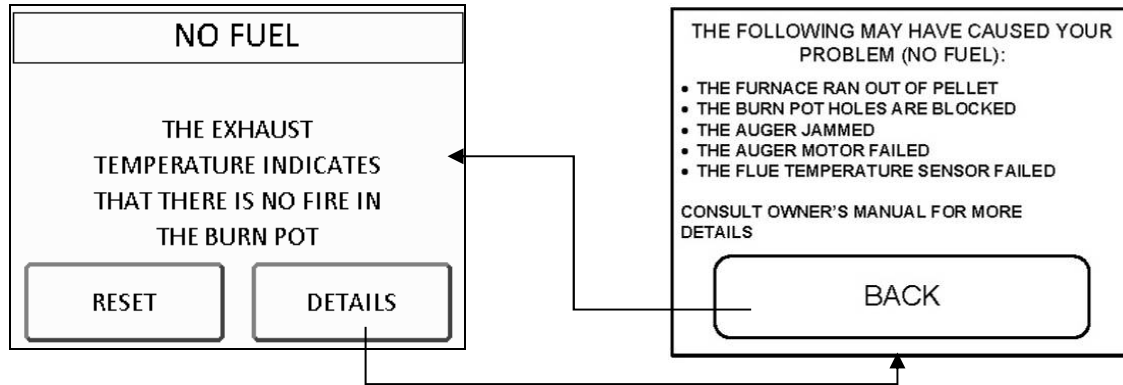 NO FUEL
THE EXHAUST
TEMPERATURE INDICATES
THAT THERE IS NO FIRE IN
THE BURN POT
RESET
DETAILS
THE FOLLOWING MAY HAVE CAUSED YOUR
PROBLEM (NO FUEL):
• THE FURNACE RAN OUT OF PELLET
• THE BURN POT HOLES ARE BLOCKED
• THE AUGER JAMMED
• THE AUGER MOTOR FAILED
• THE FLUE TEMPERATURE SENSOR FAILED
CONSULT OWNER'S MANUAL FOR MORE
DETAILS
BACK